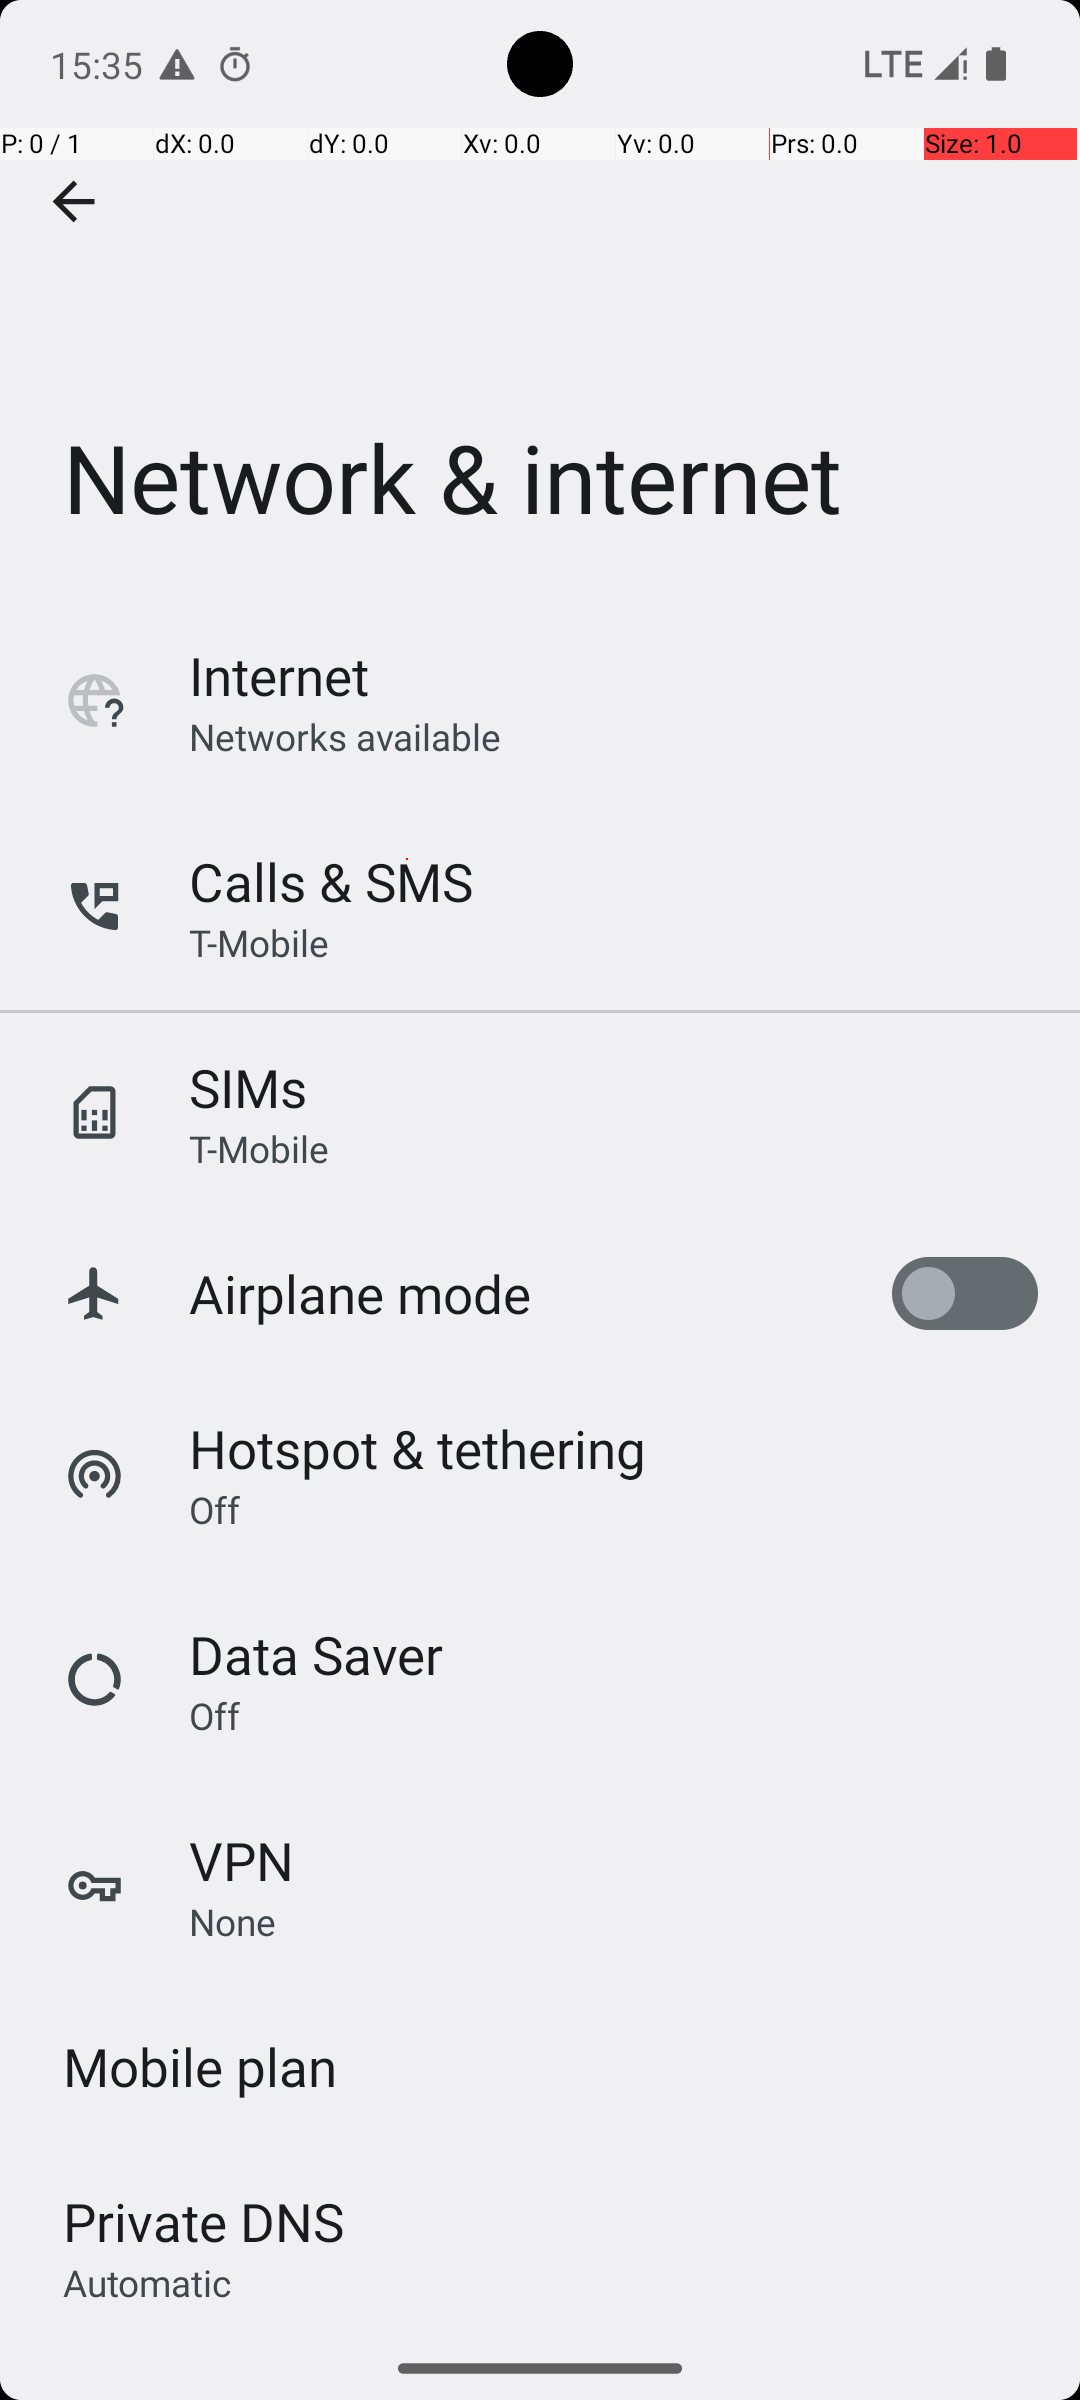 15:35
LTE
P: 0 / 1 dX: 0.0 dY: 0.0 Xv: 0.0 Yv: 0.0 Prs: 0.0 Size: 1.0
Network & internet
Internet
Networks available
Calls & SMS
T-Mobile
SIMs
T-Mobile
Airplane mode
Hotspot & tethering
Off
Data Saver
Off
VPN
None
Mobile plan
Private DNS
Automatic